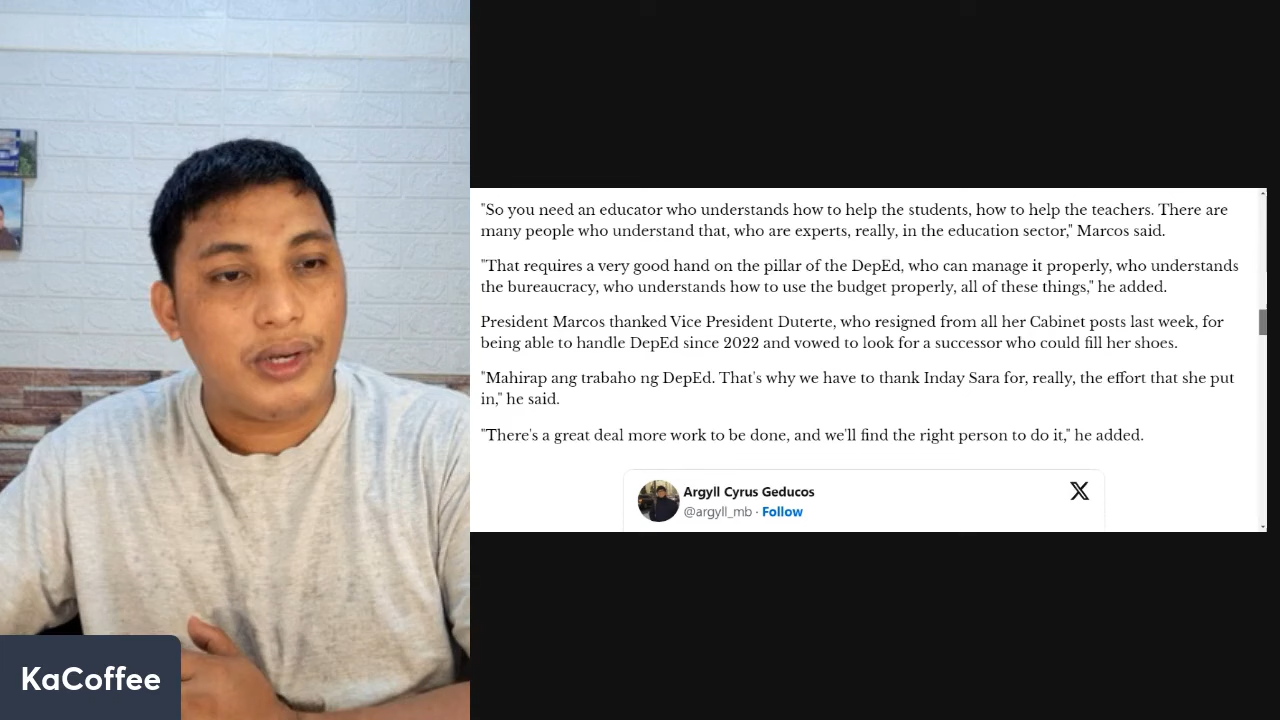 "So you need an educator who understands how to help the students, how to help the teachers. There are
many people who understand that, who are experts, really, in the education sector," Marcos said.
"That requires a very good hand on the pillar of the DepEd, who can manage it properly, who understands
the bureaucracy, who understands how to use the budget properly, all of these things," he added.
President Marcos thanked Vice President Duterte, who resigned from all her Cabinet posts last week, for
being able to handle DepEd since 2022 and vowed to look for a successor who could fill her shoes.
"Mahirap ang trabaho ng DepEd. That's why we have to thank Inday Sara for, really, the effort that she put
in," he said.
"There's a great deal more work to be done, and we'll find the right person to do it," he added.
Argyll Cyrus Geducos
@argyll_mb · Follow
KaCoffee